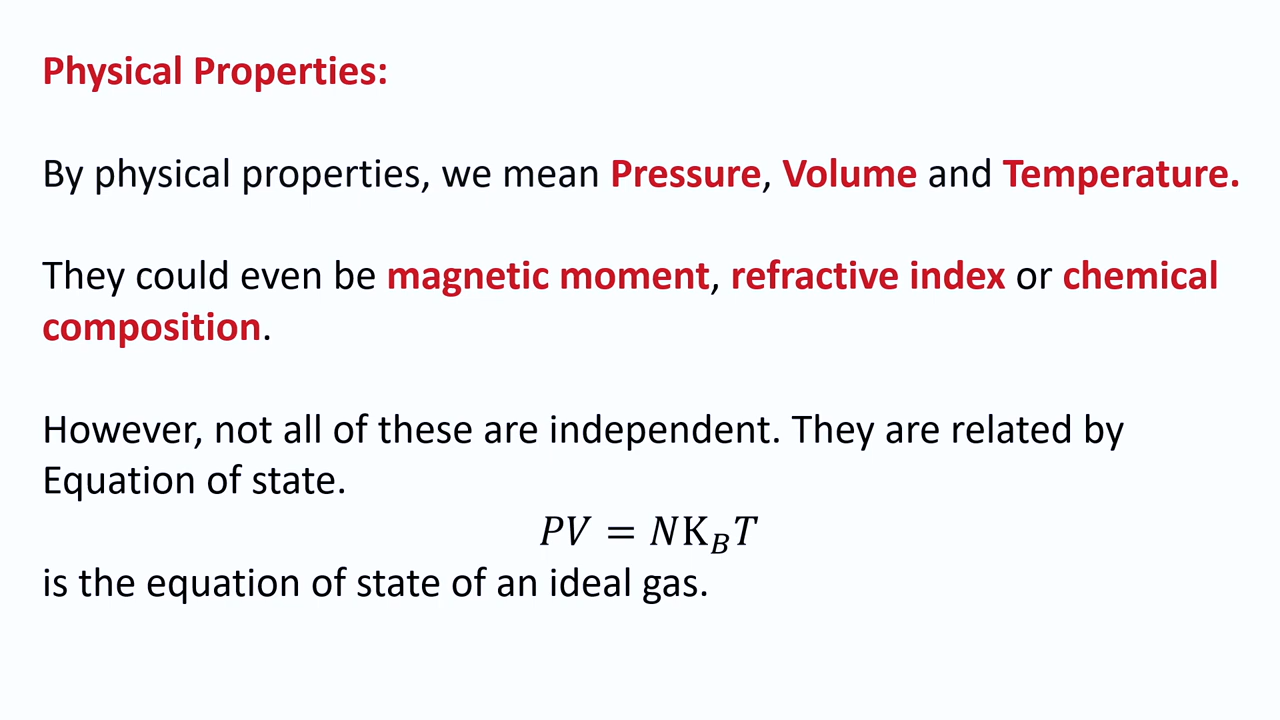 Physical Properties:
By physical properties, we mean Pressure, Volume and Temperature.
They could even be magnetic moment, refractive index or chemical
composition.
However, not all of these are independent. They are related by
Equation of state.
PV = NK_BT
is the equation of state of an ideal gas.